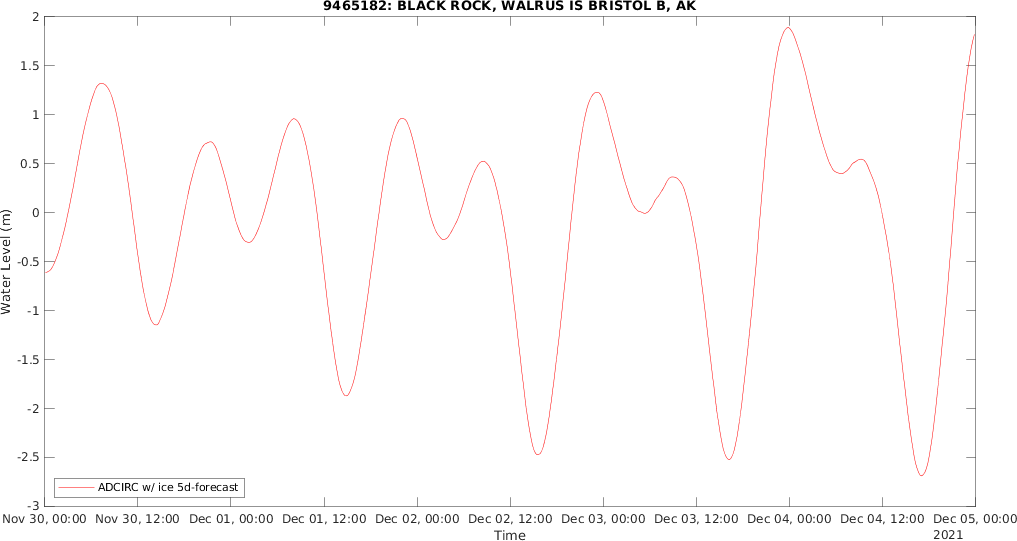 9465182: BLACK ROCK, WALRUS IS BRISTOL B, AK
2
1.5
1
0.5
0
-0.5
-1
-1.5
-2
-2.5
-3
Water Level (m)
ADCIRC w/ ice 5d-forecast
Nov 30, 00:00 Nov 30, 12:00 Dec 01, 00:00 Dec 01, 12:00 Dec 02, 00:00 Dec 02, 12:00 Dec 03, 00:00 Dec 03, 12:00 Dec 04, 00:00 Dec 04, 12:00 Dec 05, 00:00
Time
2021